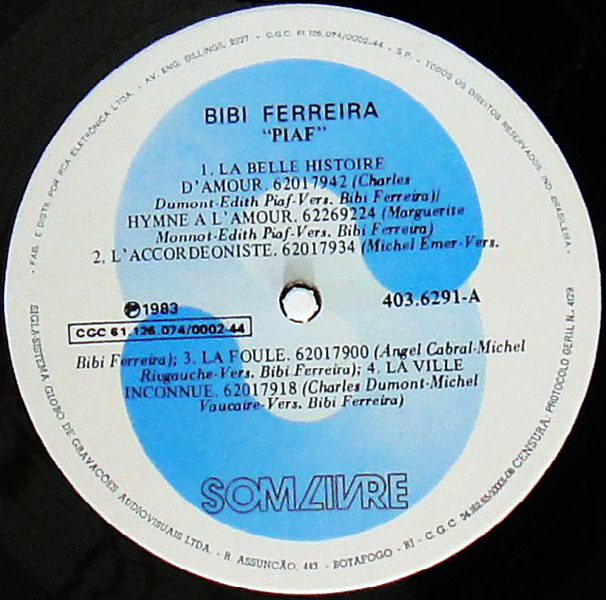 BIBI FERREIRA
"PIAF"
1. LA BELLE HISTOIRE
D'AMOUR. 62017942 (Charles
Dumont-Edith Piaf-Vers. Bibi Ferreira)/
HYMNE A L'AMOUR. 62269224 (Marguerite
Monnot-Edith Piaf-Vers. Bibi Ferreira)
2. L'ACCORDEONISTE. 62017934 (Michel Emer-Vers.
℗1983
403.6291-A
CGC 61.126.074/0002-44
Bibi Ferreira); 3. LA FOULE. 62017900 (Angel Cabral-Michel
Rivgauche-Vers. Bibi Ferreira); 4. LA VILLE
INCONNUE. 62017918 (Charles Dumont-Michel
Vaucaire-Vers. Bibi Ferreira)
SOM LIVRE
- FAB. E DISTR. POR RCA ELETRÔNICA LTDA. - AV. ENG. BILLINGS, 2227 - C.G.C. 61.126.074/0002-44 - S.P. - TODOS OS DIREITOS RESERVADOS. IND. BRASILEIRA -
SIGLA-SISTEMA GLOBO DE GRAVAÇÕES AUDIOVISUAIS LTDA. - R. ASSUNCÃO, 443 - BOTAFOGO - RJ - C.G.C. CENSURA: PROTOCOLO GERAL N. 4129